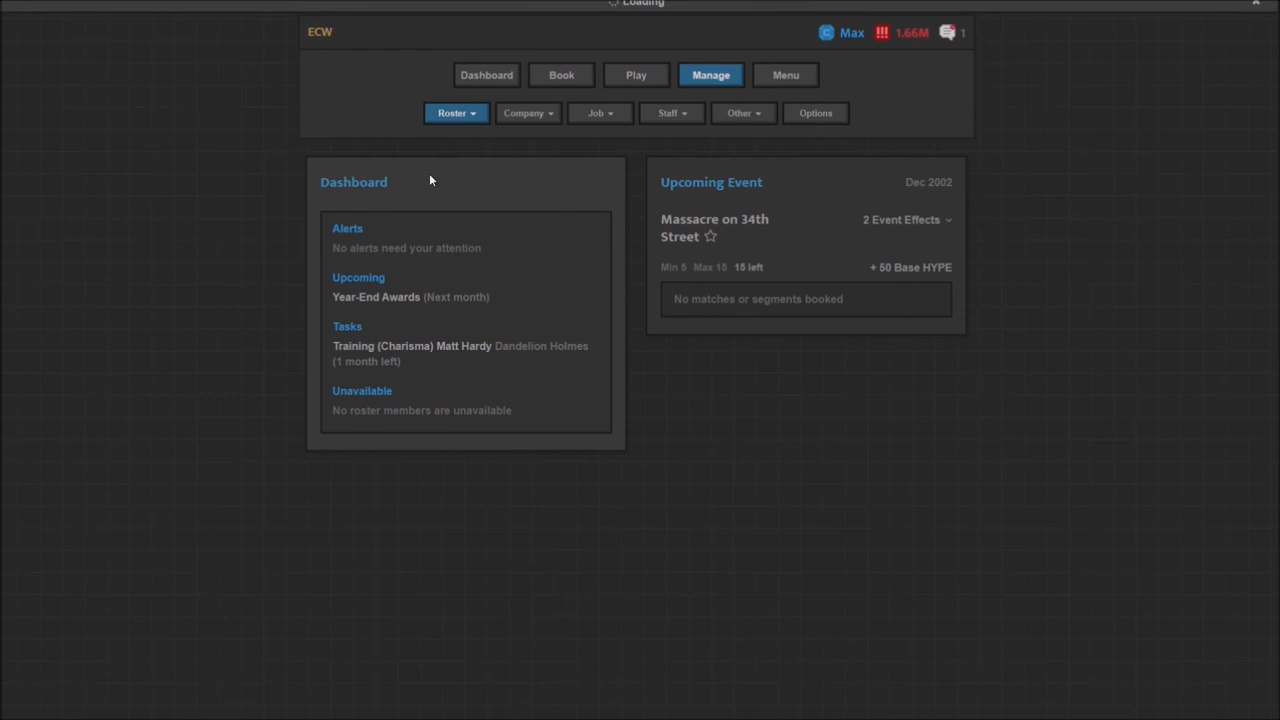 Loading
ECW
Max 1.66M 1
Dashboard Book Play Manage Menu
Roster Company Job Staff Other Options
Dashboard
Alerts
No alerts need your attention
Upcoming
Year-End Awards (Next month)
Tasks
Training (Charisma) Matt Hardy Dandelion Holmes
(1 month left)
Unavailable
No roster members are unavailable
Upcoming Event Dec 2002
Massacre on 34th
Street
2 Event Effects
Min 5 Max 15 15 left + 50 Base HYPE
No matches or segments booked